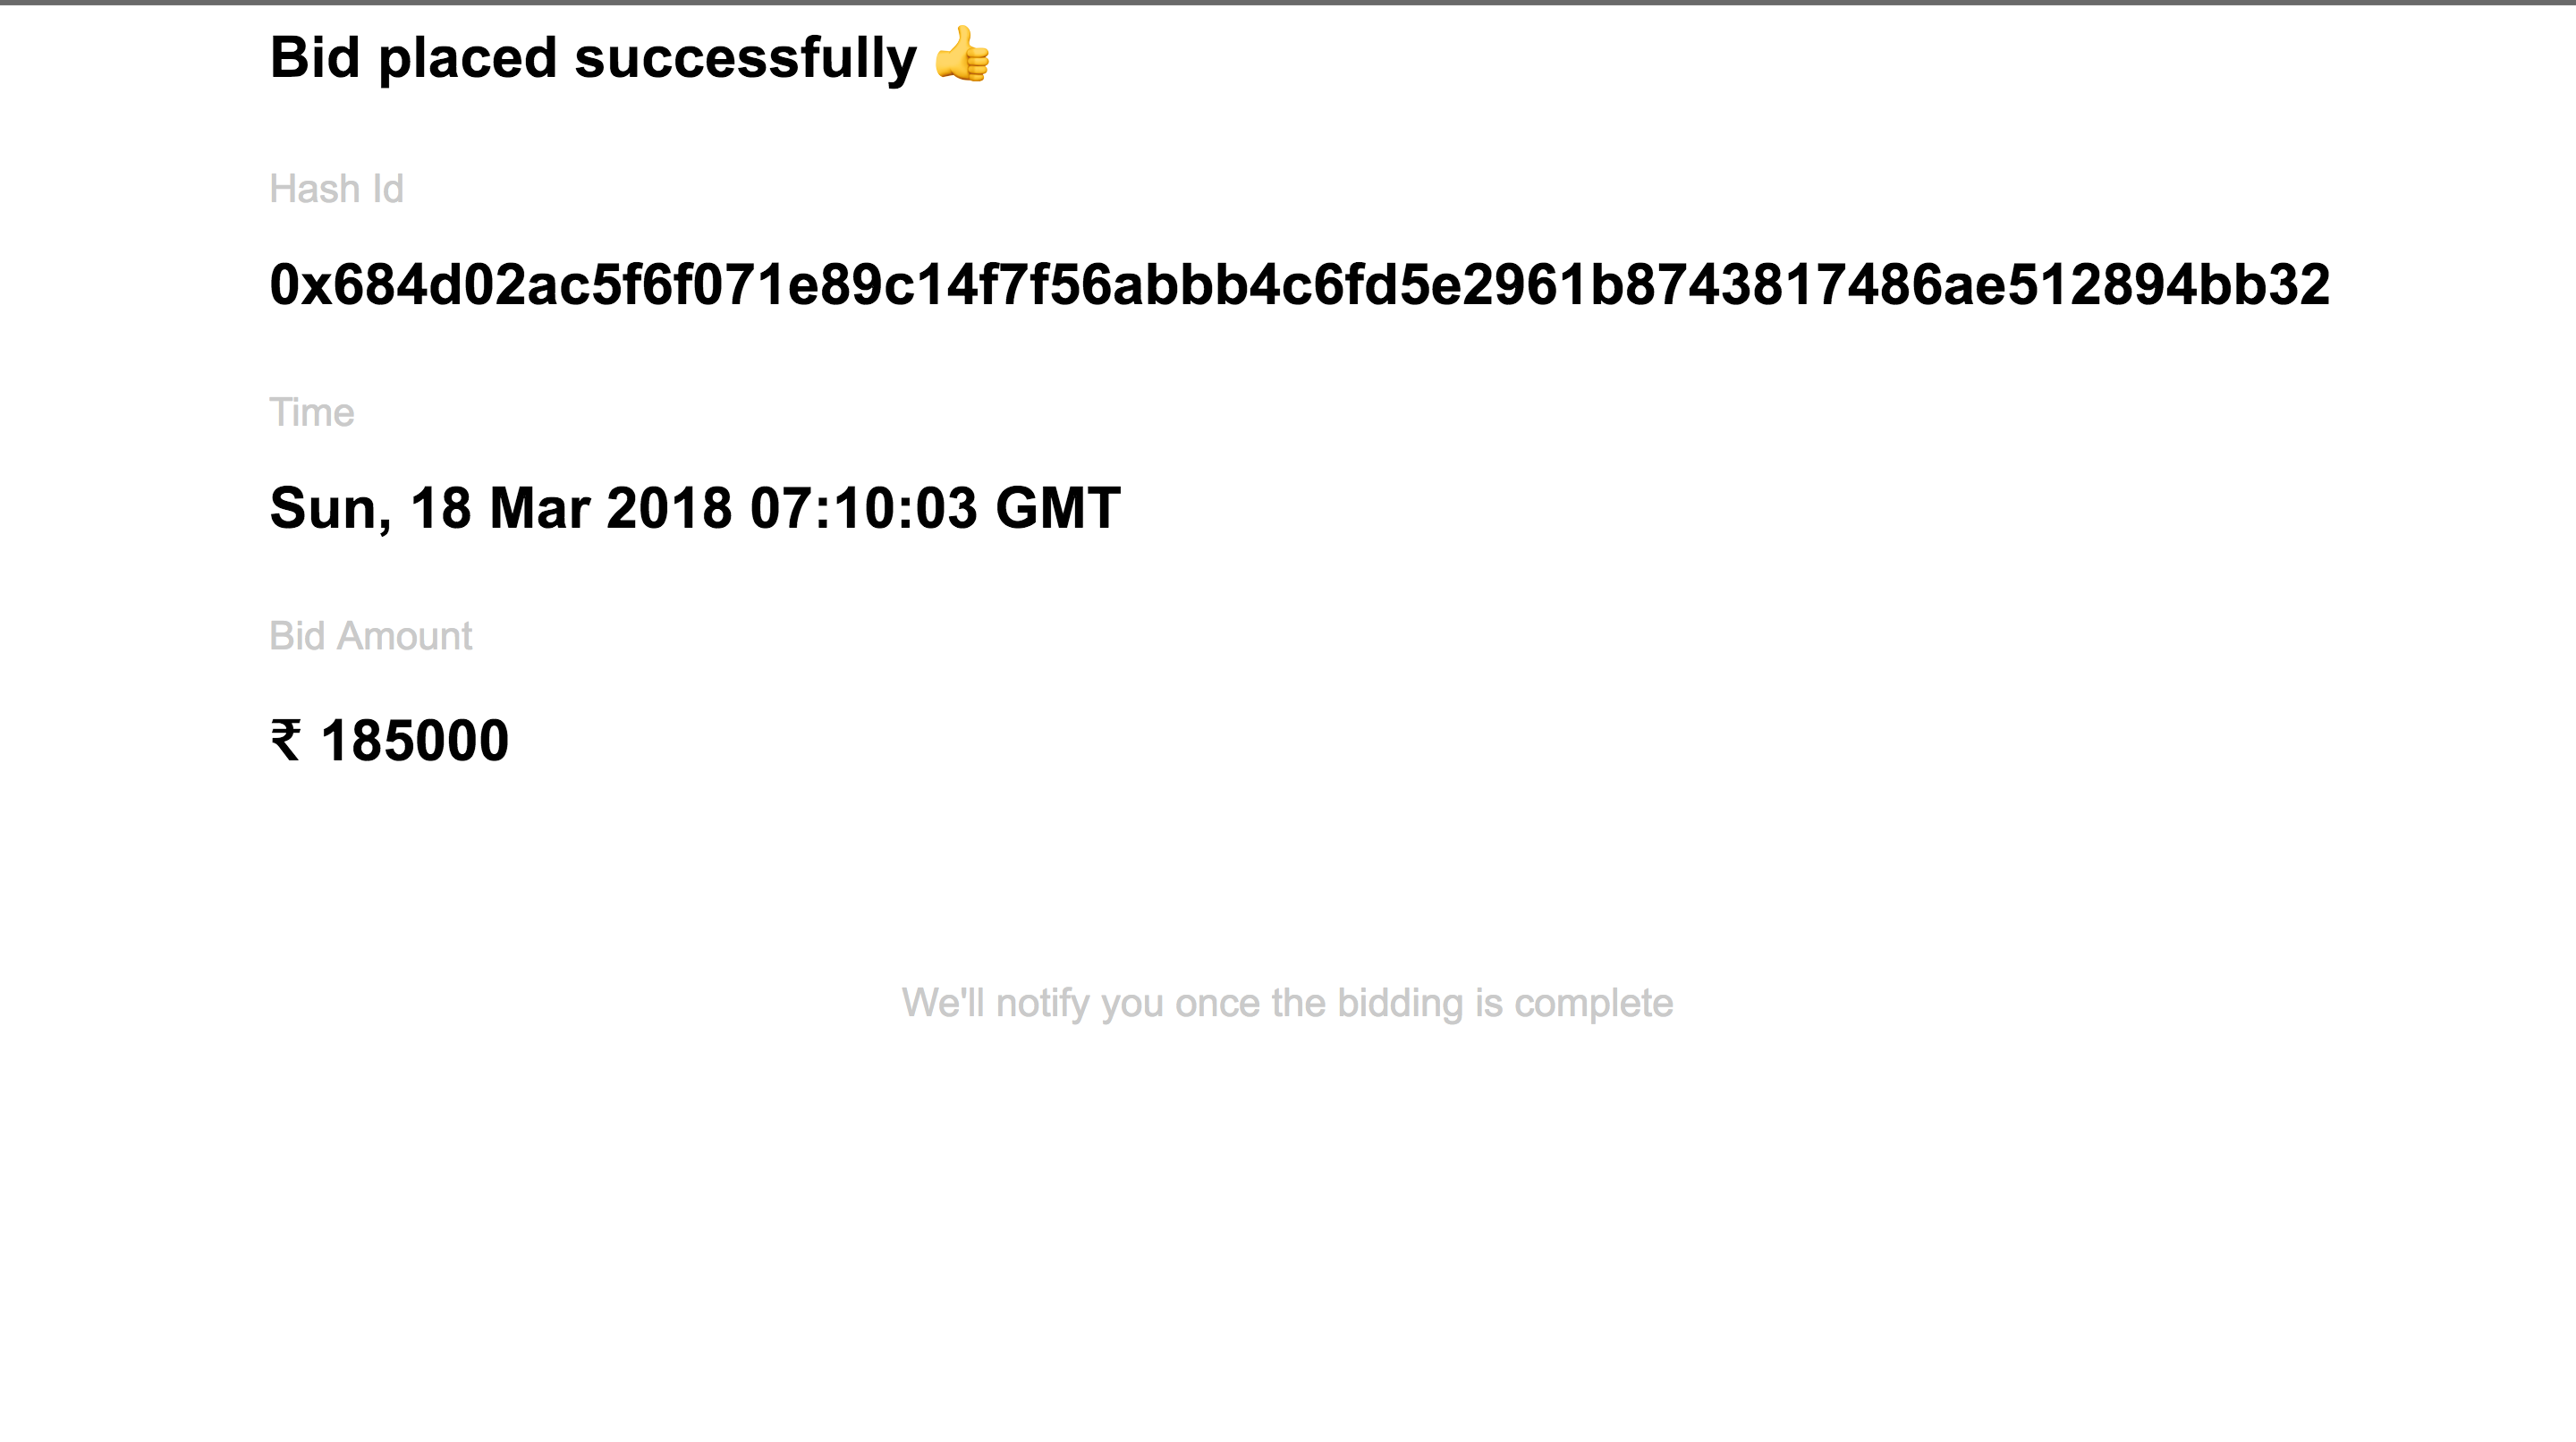 Bid placed successfully 👍
Hash Id
0x684d02ac5f6f071e89c14f7f56abbb4c6fd5e2961b8743817486ae512894bb32
Time
Sun, 18 Mar 2018 07:10:03 GMT
Bid Amount
₹ 185000
We'll notify you once the bidding is complete